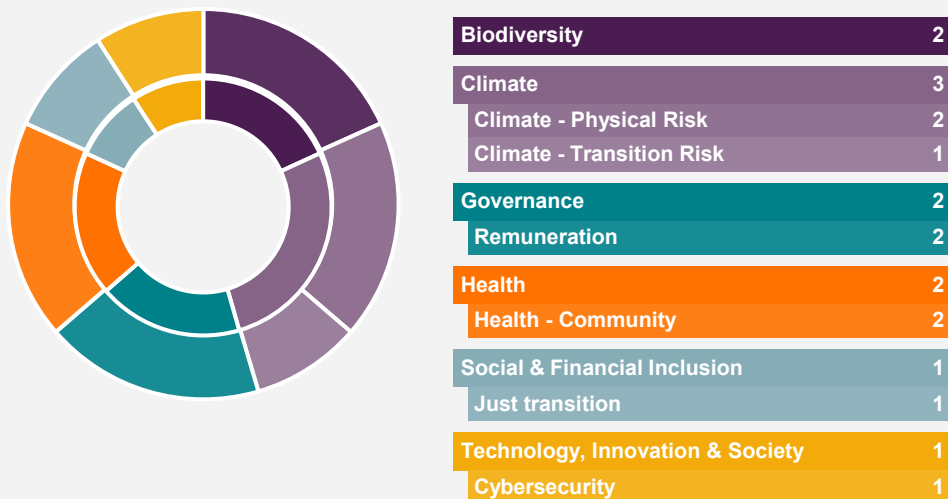 Biodiversity 2
Climate 3
Climate - Physical Risk 2
Climate - Transition Risk 1
Governance 2
Remuneration 2
Health 2
Health - Community 2
Social & Financial Inclusion 1
Just transition 1
Technology, Innovation & Society 1
Cybersecurity 1